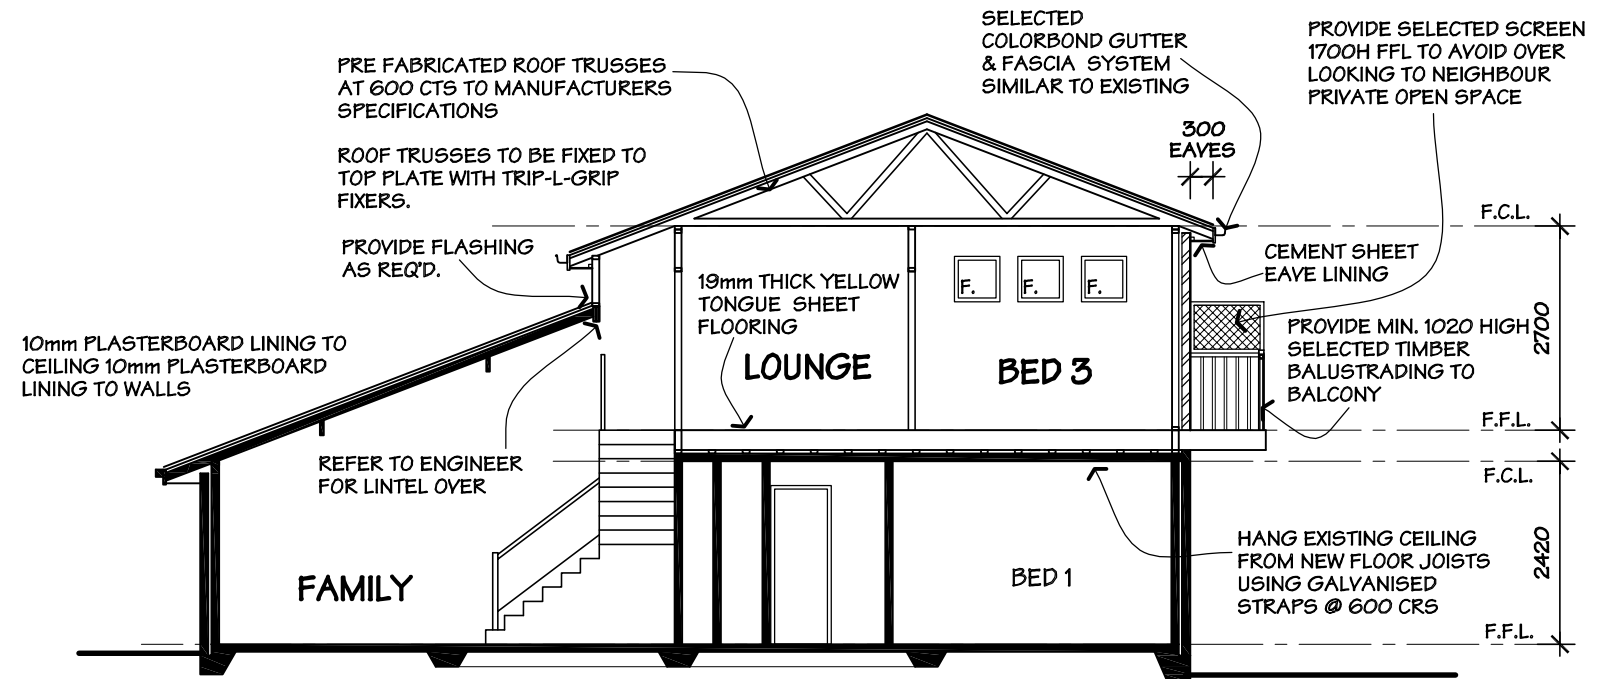 SELECTED
COLORBOND GUTTER
& FASCIA SYSTEM
SIMILAR TO EXISTING
PROVIDE SELECTED SCREEN
1700H FFL TO AVOID OVER
LOOKING TO NEIGHBOUR
PRIVATE OPEN SPACE
PRE FABRICATED ROOF TRUSSES
AT 600 CTS TO MANUFACTURERS
SPECIFICATIONS
ROOF TRUSSES TO BE FIXED TO
TOP PLATE WITH TRIP-L-GRIP
FIXERS.
300
EAVES
F.C.L.
PROVIDE FLASHING
AS REQ'D.
CEMENT SHEET
EAVE LINING
19mm THICK YELLOW
TONGUE SHEET
FLOORING
F.
F.
F.
2700
10mm PLASTERBOARD LINING TO
CEILING 10mm PLASTERBOARD
LINING TO WALLS
PROVIDE MIN. 1020 HIGH
SELECTED TIMBER
BALUSTRADING TO
BALCONY
LOUNGE
BED 3
F.F.L.
REFER TO ENGINEER
FOR LINTEL OVER
F.C.L.
HANG EXISTING CEILING
FROM NEW FLOOR JOISTS
USING GALVANISED
STRAPS @ 600 CRS
2420
FAMILY
BED 1
F.F.L.